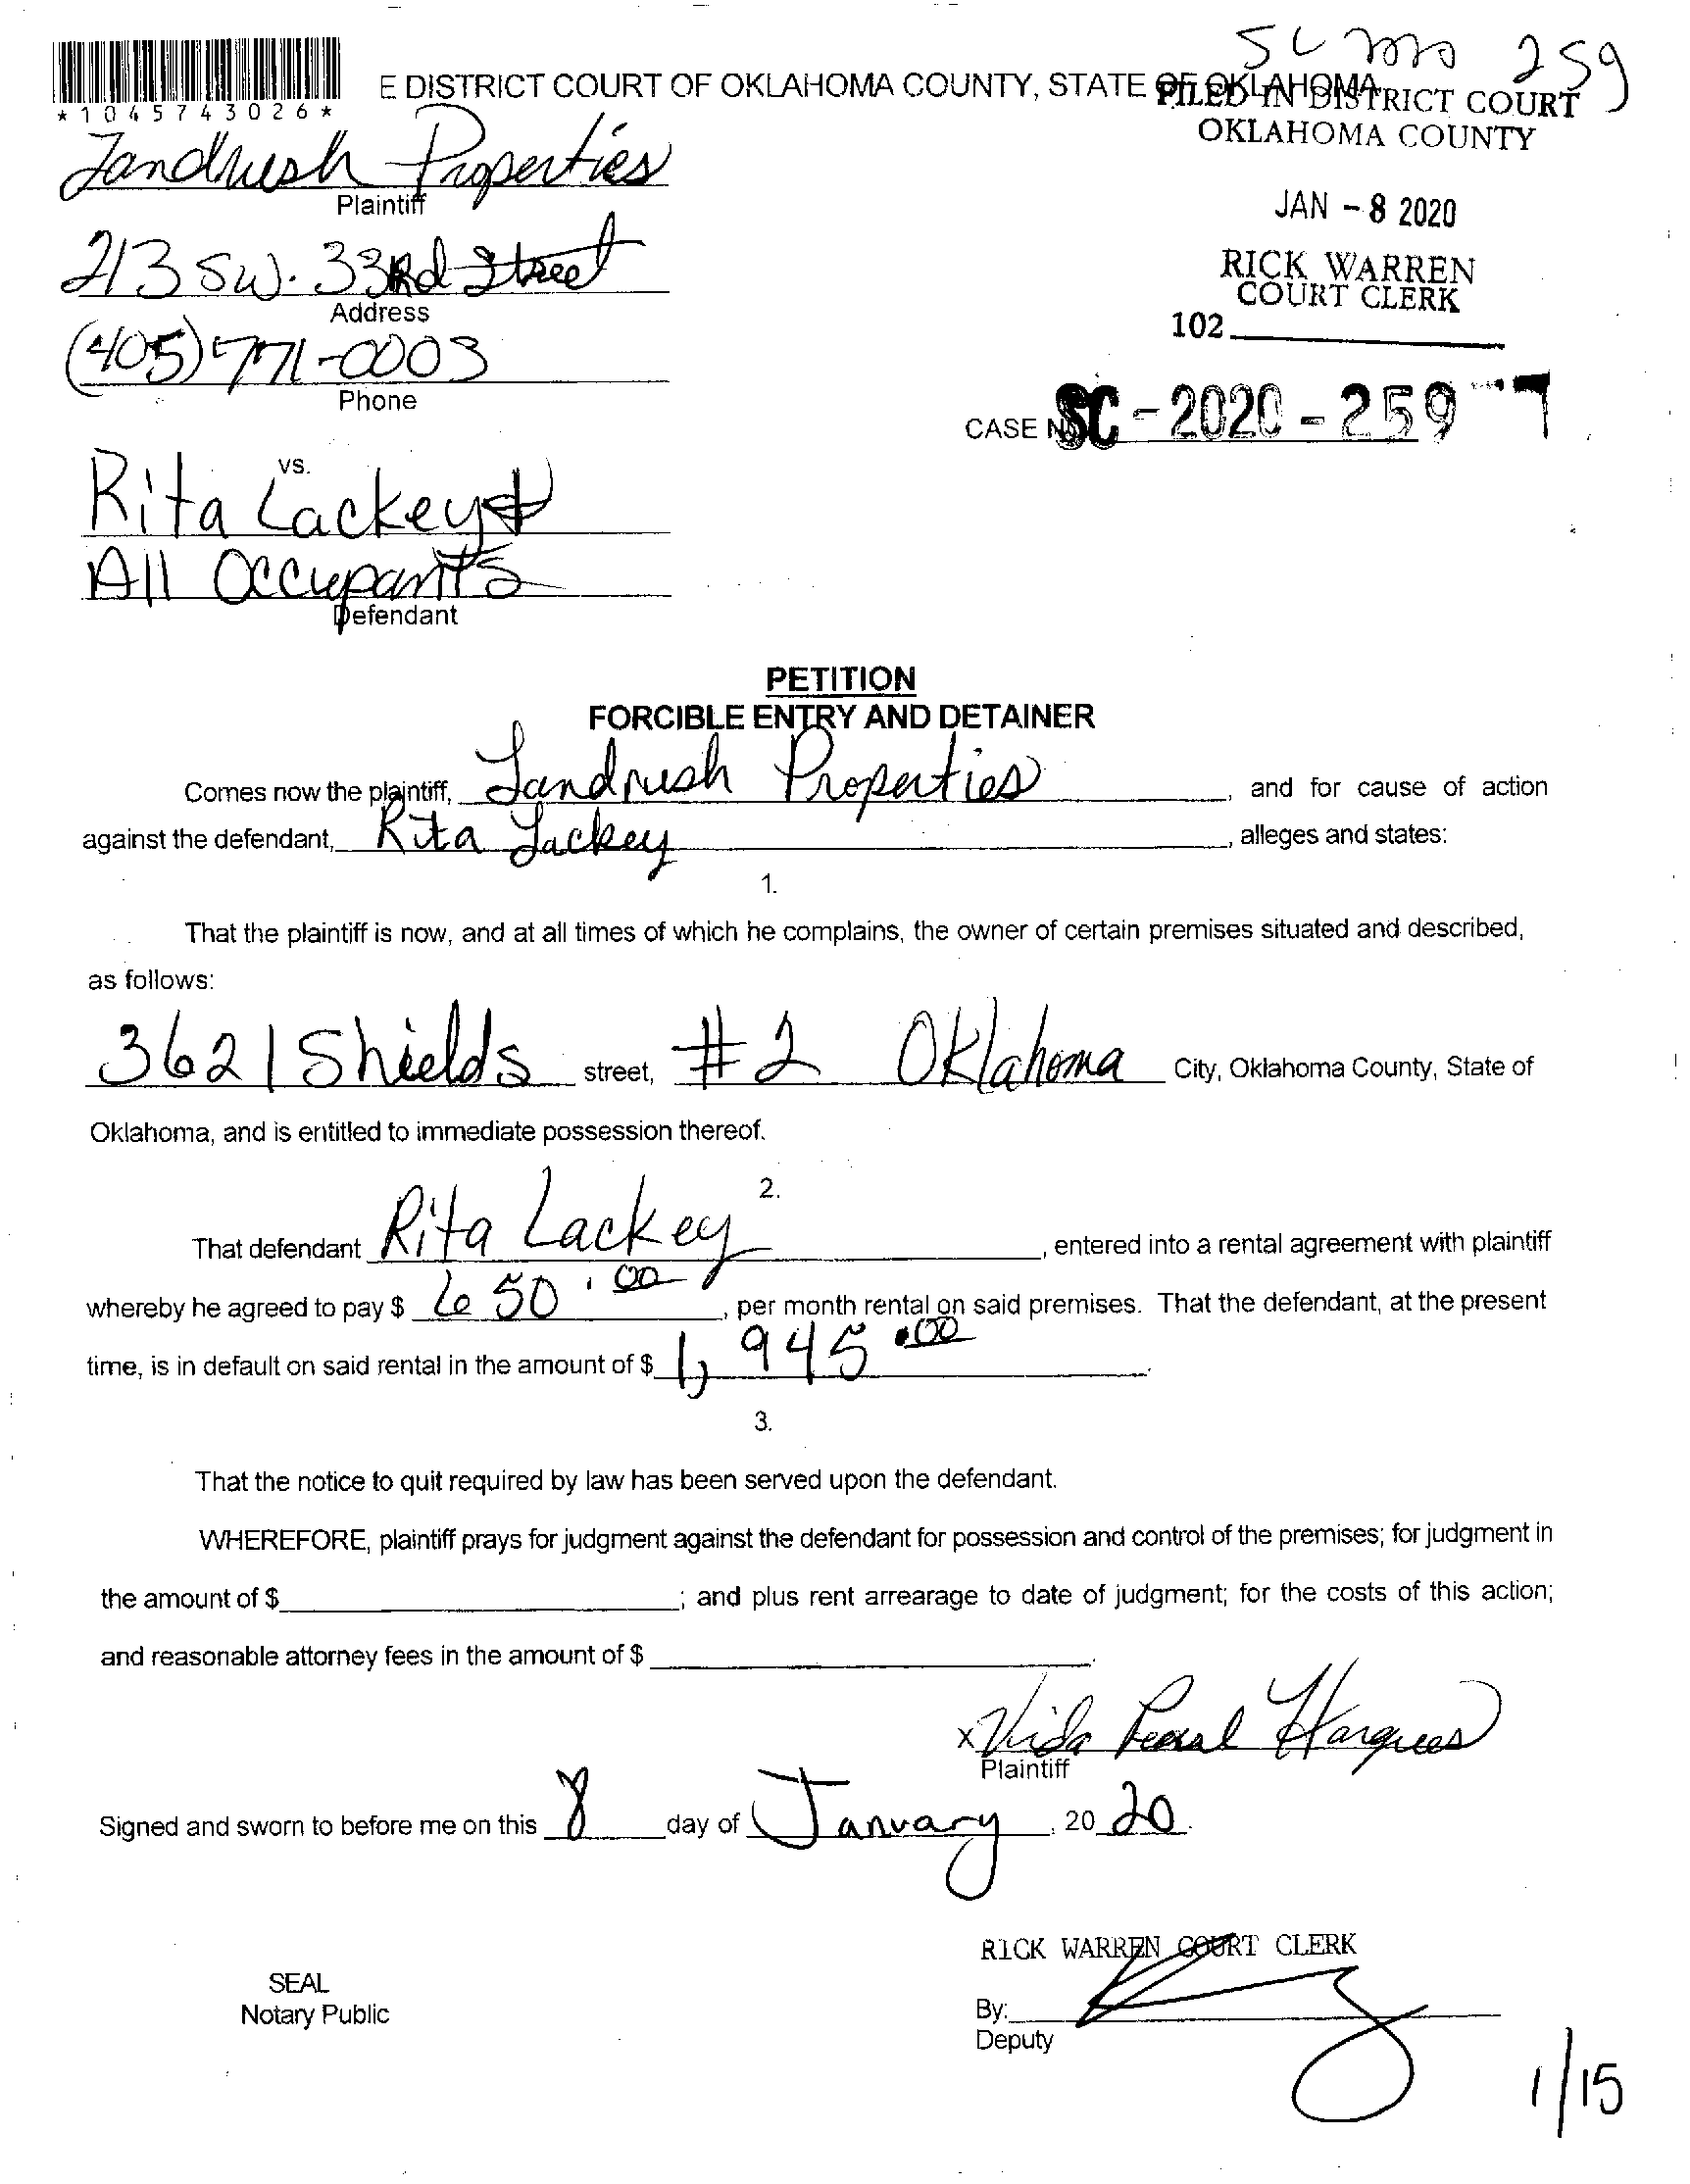 SC 2020 259
*1045743026*
E DISTRICT COURT OF OKLAHOMA COUNTY, STATE OF OKLAHOMA
FILED IN DISTRICT COURT
OKLAHOMA COUNTY
JAN - 8 2020
RICK WARREN
COURT CLERK
102
Landrush Properties
Plaintiff
213 SW. 33Rd Street
Address
(405) 771-0003
Phone
CASE NO. SC - 2020 - 259
vs.
Rita Lackey &
All Occupants
Defendant
PETITION
FORCIBLE ENTRY AND DETAINER
Comes now the plaintiff, Landrush Properties, and for cause of action
against the defendant, Rita Lackey, alleges and states:
1.
That the plaintiff is now, and at all times of which he complains, the owner of certain premises situated and described,
as follows:
3621 Shields street, #2 Oklahoma City, Oklahoma County, State of
Oklahoma, and is entitled to immediate possession thereof.
2.
That defendant Rita Lackey, entered into a rental agreement with plaintiff
whereby he agreed to pay $ 650.00, per month rental on said premises. That the defendant, at the present
time, is in default on said rental in the amount of $ 1,945.00.
3.
That the notice to quit required by law has been served upon the defendant.
WHEREFORE, plaintiff prays for judgment against the defendant for possession and control of the premises; for judgment in
the amount of $ ; and plus rent arrearage to date of judgment; for the costs of this action;
and reasonable attorney fees in the amount of $ .
x Vida Pearl
Plaintiff
Signed and sworn to before me on this 8 day of January, 20 20.
RICK WARREN COURT CLERK
SEAL
Notary Public
By:
Deputy
1/15